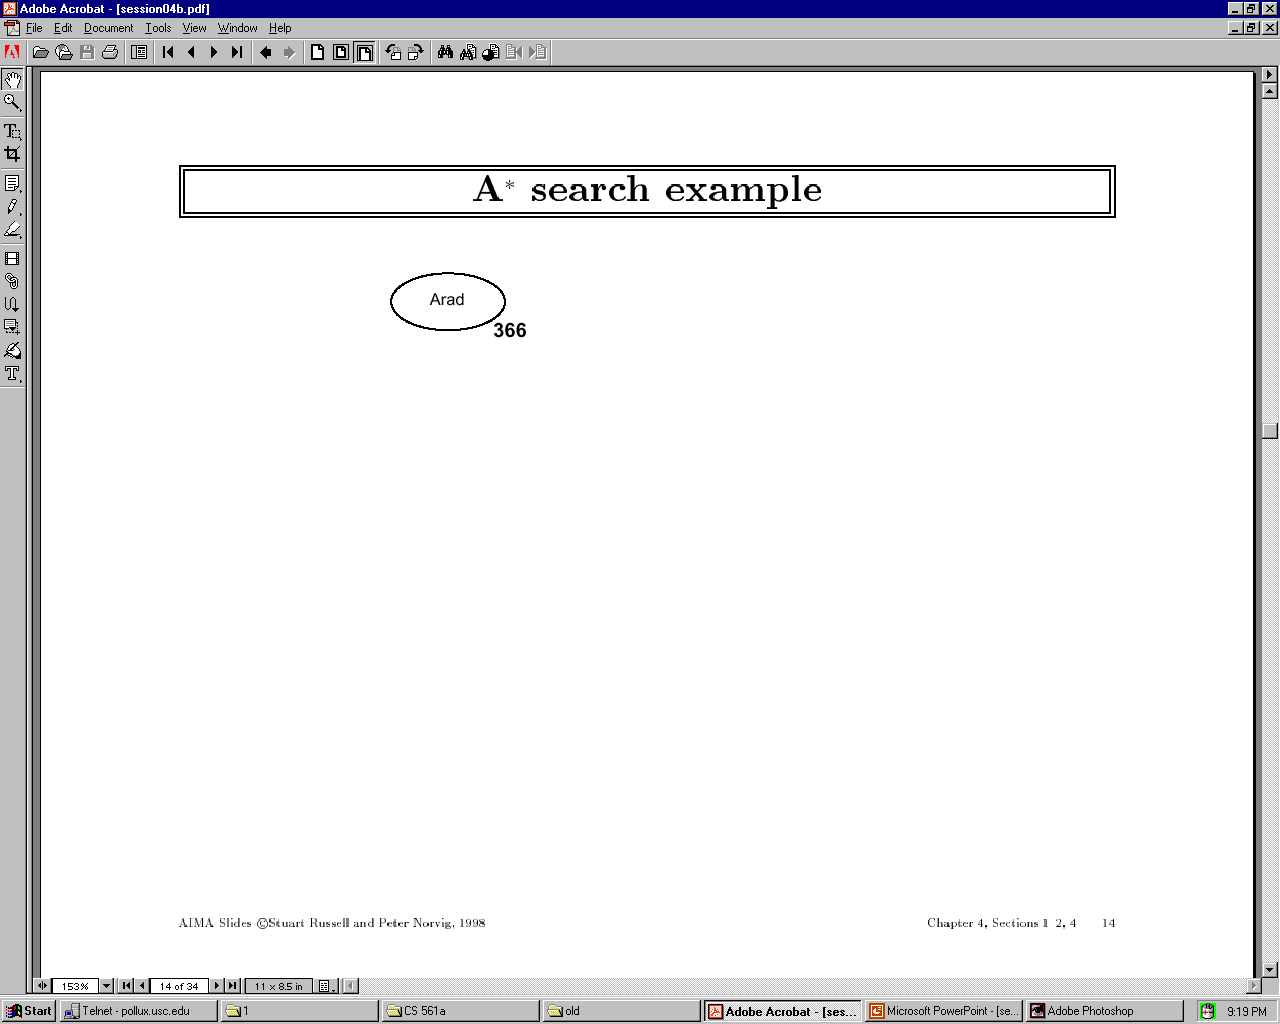 Adobe Acrobat - [session04b.pdf]
File Edit Document Tools View Window Help
A* search example
Arad
366
AIMA Slides ©Stuart Russell and Peter Norvig, 1998
Chapter 4, Sections 1 2, 4 14
153% 14 of 34 11 x 8.5 in
Start Telnet - pollux.usc.edu 1 CS 561a old Adobe Acrobat - [ses... Microsoft PowerPoint - [se... Adobe Photoshop 9:19 PM